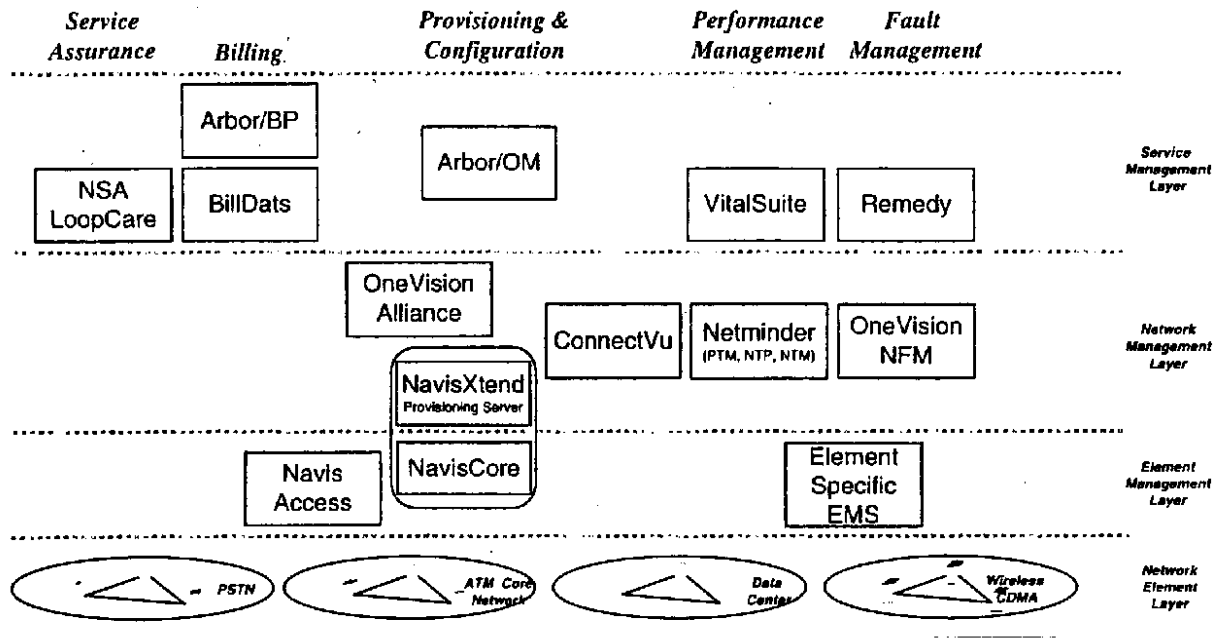 Service
Assurance
Billing
Provisioning &
Configuration
Performance
Management
Fault
Management
Arbor/BP
Arbor/OM
NSA
LoopCare
BillDats
VitalSuite
Remedy
Service
Management
Layer
OneVision
Alliance
ConnectVu
Netminder
(PTM, NTP, NTM)
OneVision
NFM
Network
Management
Layer
NavisXtend
Provisioning Server
Navis
Access
NavisCore
Element
Specific
EMS
Element
Management
Layer
PSTN
ATM Core
Network
Data
Center
Wireless
CDMA
Network
Element
Layer